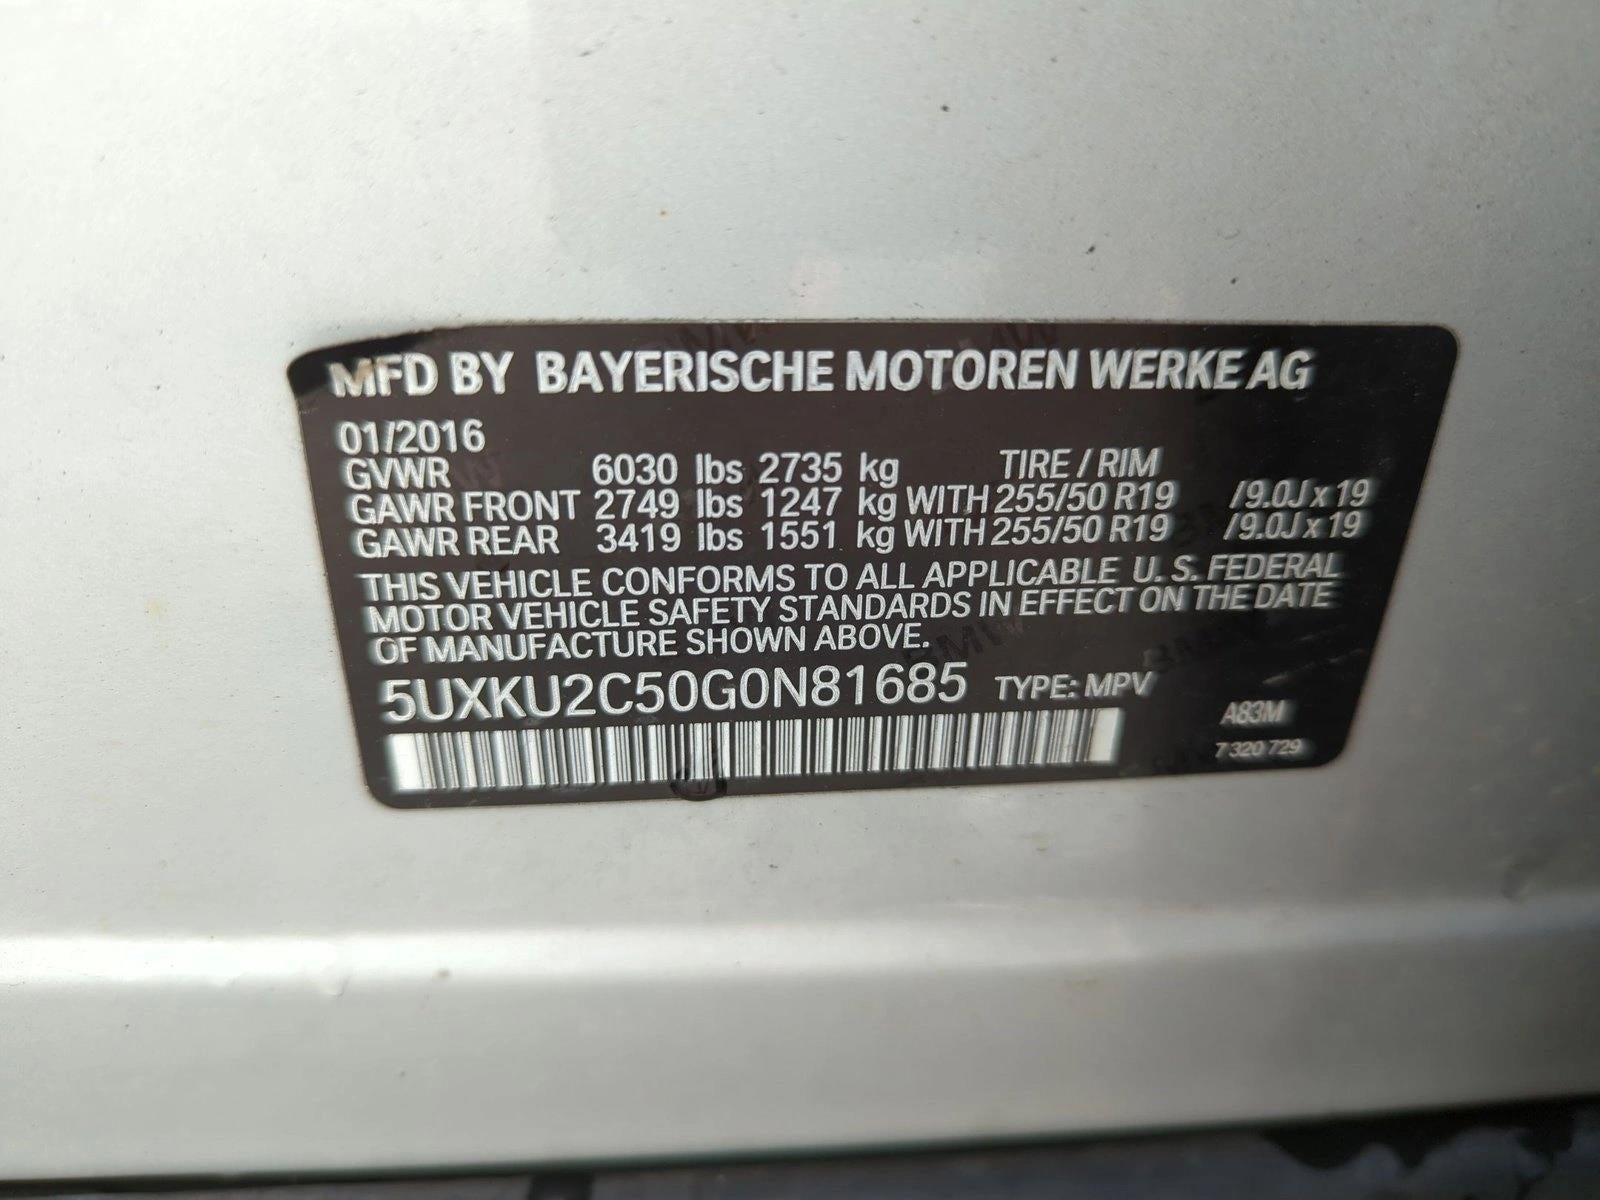 MFD BY BAYERISCHE MOTOREN WERKE AG
01/2016
GVWR 6030 lbs 2735 kg TIRE / RIM
GAWR FRONT 2749 lbs 1247 kg WITH 255/50 R19 /9.0J x 19
GAWR REAR 3419 lbs 1551 kg WITH 255/50 R19 /9.0J x 19
THIS VEHICLE CONFORMS TO ALL APPLICABLE U. S. FEDERAL
MOTOR VEHICLE SAFETY STANDARDS IN EFFECT ON THE DATE
OF MANUFACTURE SHOWN ABOVE.
5UXKU2C50G0N81685 TYPE: MPV
A83M
7 320 729